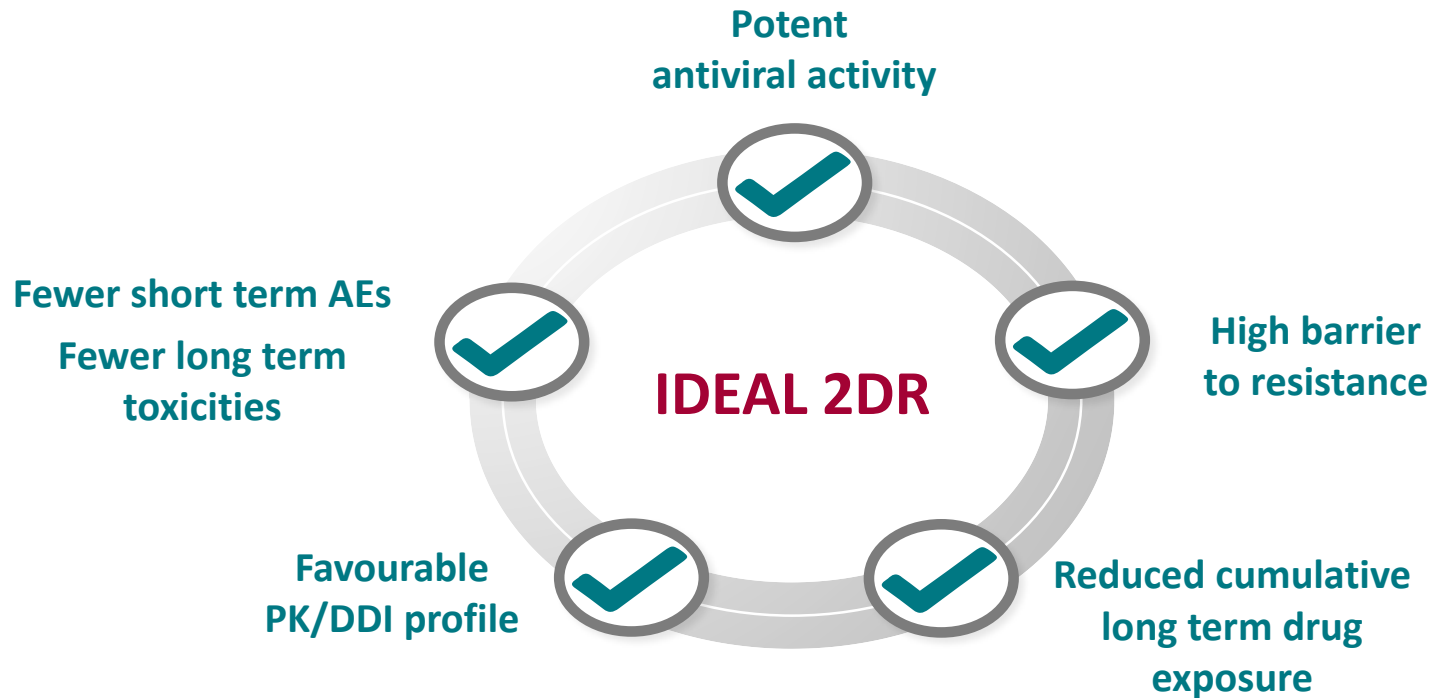 Potent
antiviral activity
Fewer short term AEs
Fewer long term
toxicities
IDEAL 2DR
High barrier
to resistance
Favourable
PK/DDI profile
Reduced cumulative
long term drug
exposure